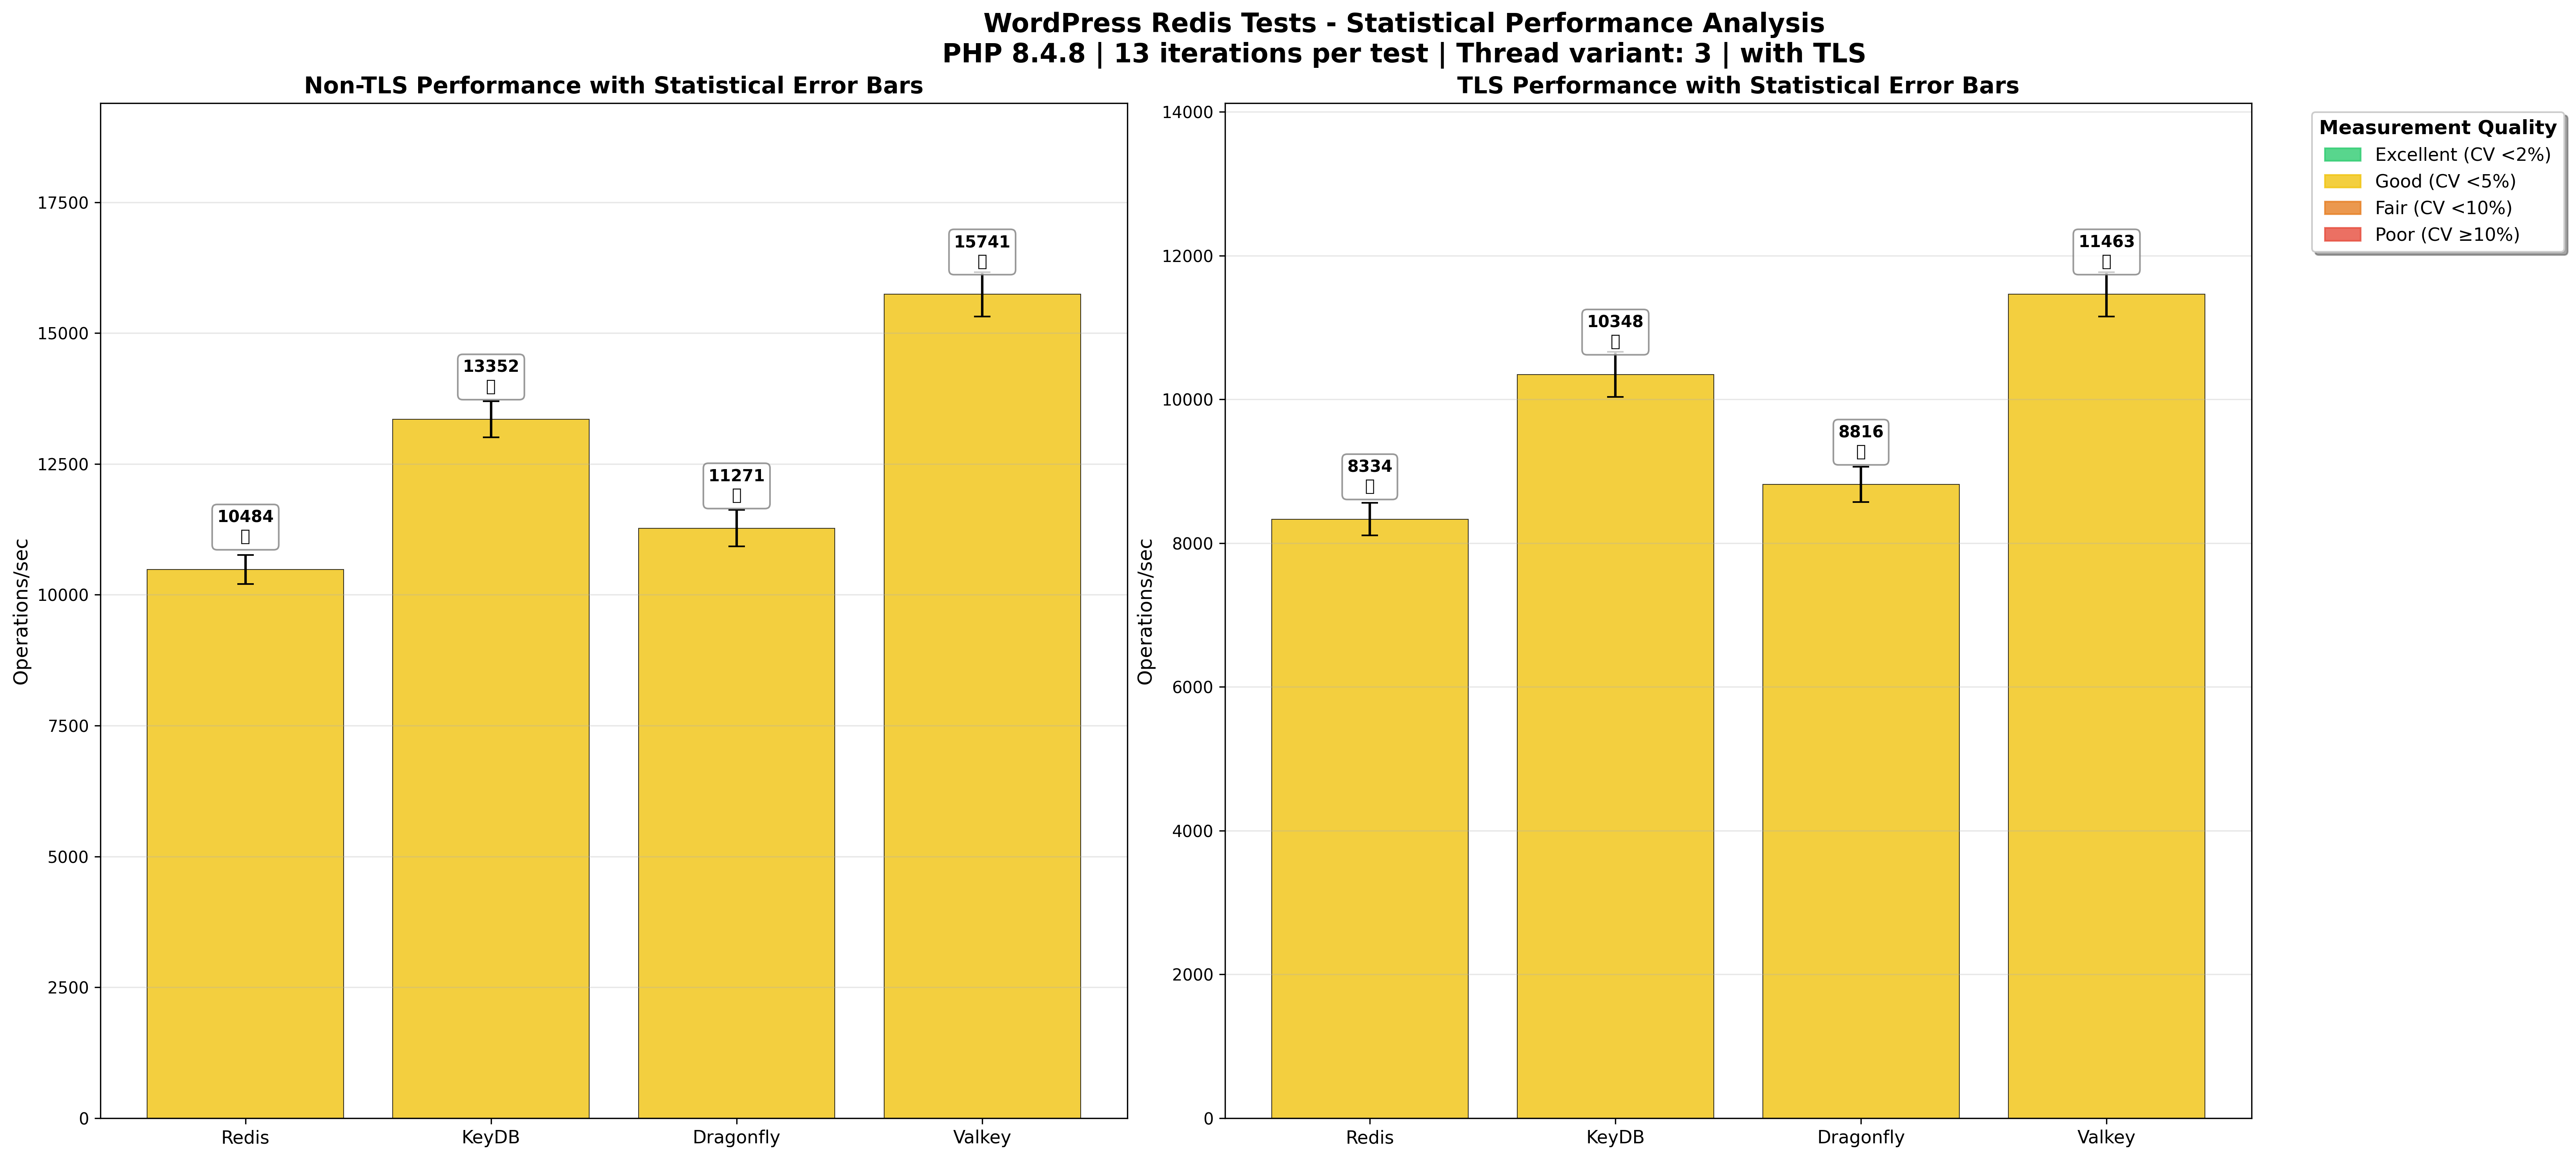 WordPress Redis Tests - Statistical Performance Analysis
PHP 8.4.8 | 13 iterations per test | Thread variant: 3 | with TLS
Non-TLS Performance with Statistical Error Bars
Operations/sec
17500
15000
12500
10000
7500
5000
2500
0
10484
13352
11271
15741
Redis
KeyDB
Dragonfly
Valkey
TLS Performance with Statistical Error Bars
Operations/sec
14000
12000
10000
8000
6000
4000
2000
0
8334
10348
8816
11463
Redis
KeyDB
Dragonfly
Valkey
Measurement Quality
Excellent (CV <2%)
Good (CV <5%)
Fair (CV <10%)
Poor (CV ≥10%)